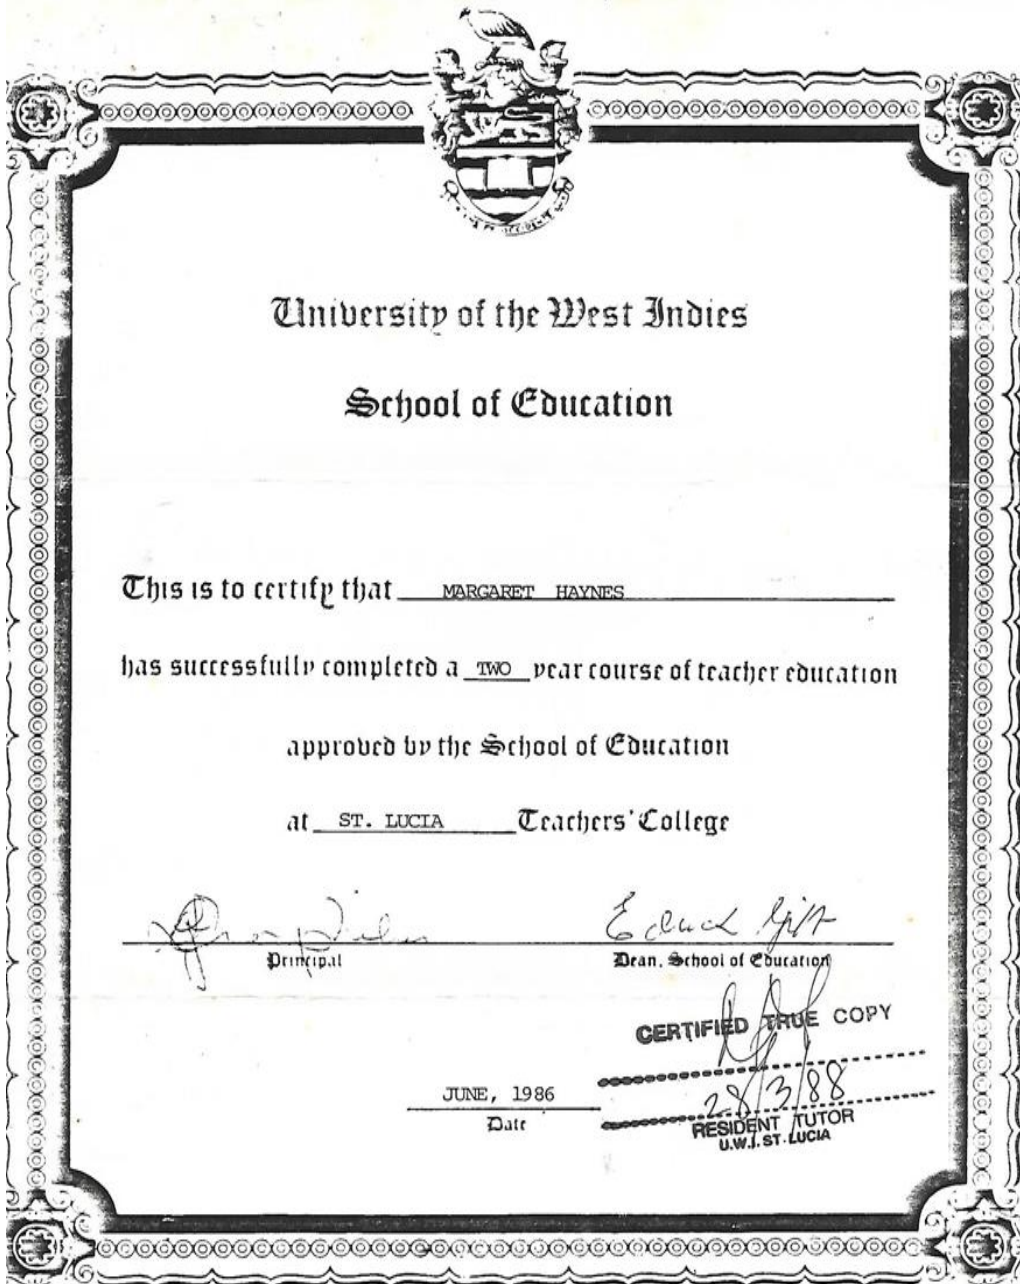 University of the West Indies
School of Education
This is to certify that MARGARET HAYNES
has successfully completed a TWO year course of teacher education
approved by the School of Education
at ST. LUCIA Teachers' College
Principal
Dean, School of Education
CERTIFIED TRUE COPY
28/3/88
RESIDENT TUTOR
U.W.I. ST. LUCIA
JUNE, 1986
Date